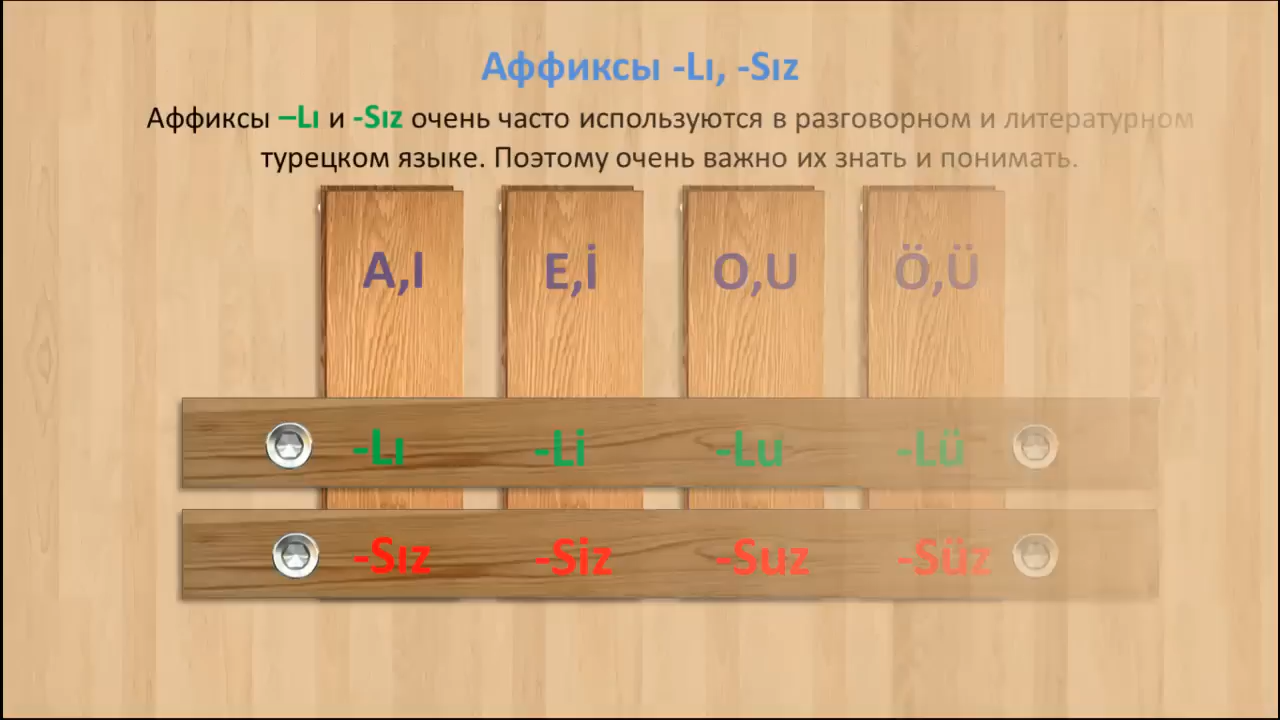 Аффиксы -Lı, -Sız
Аффиксы –Lı и -Sız очень часто используются в разговорном и литературном
турецком языке. Поэтому очень важно их знать и понимать.
A,I E,İ O,U Ö,Ü
-Lı -Li -Lu -Lü
-Sız -Siz -Suz -Süz